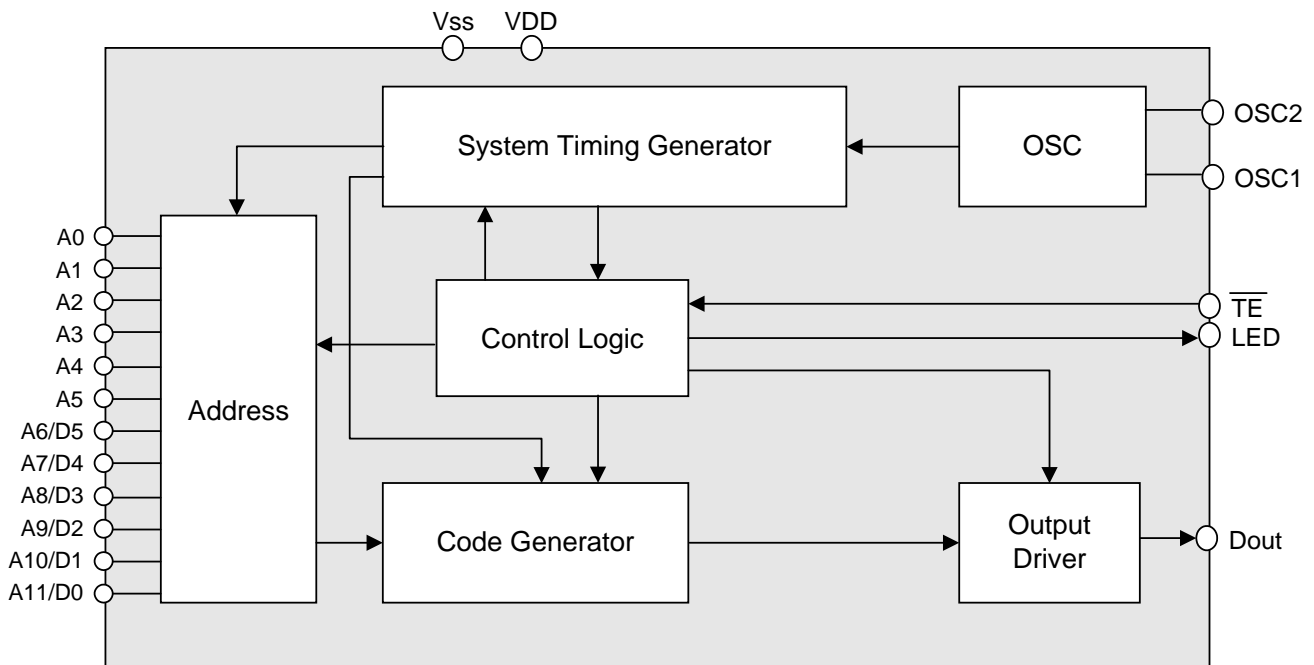 Vss
VDD
System Timing Generator
OSC
OSC2
OSC1
A0
A1
A2
A3
A4
A5
A6/D5
A7/D4
A8/D3
A9/D2
A10/D1
A11/D0
Address
Control Logic
TE
LED
Code Generator
Output
Driver
Dout